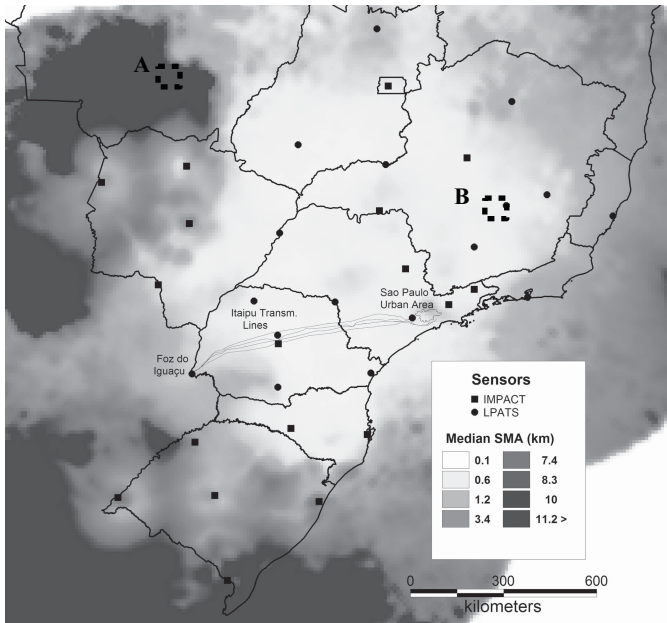 A
B
Sao Paulo
Urban Area
Itaipu Transm.
Lines
Foz do
Iguaçu
Sensors
IMPACT
LPATS
Median SMA (km)
0.1 7.4
0.6 8.3
1.2 10
3.4 11.2 >
0 300 600
kilometers